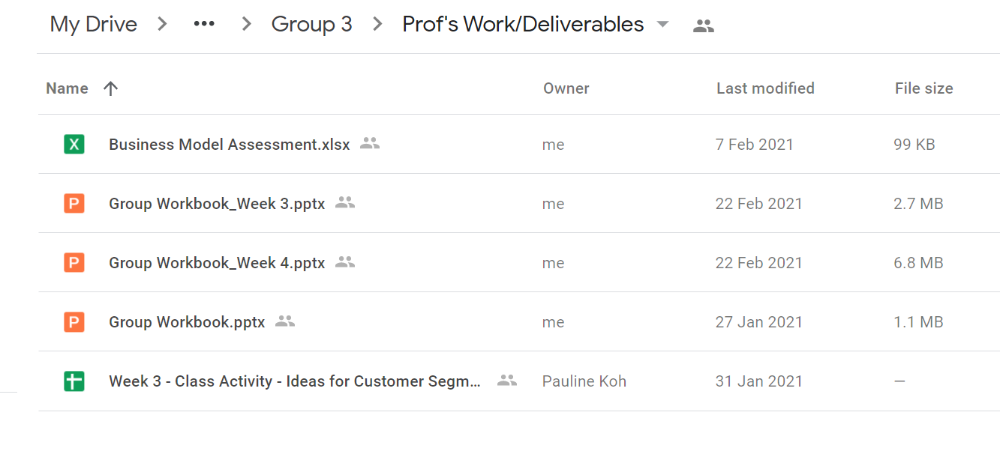 My Drive > ••• > Group 3 > Prof's Work/Deliverables
Name Owner Last modified File size
X Business Model Assessment.xlsx me 7 Feb 2021 99 KB
P Group Workbook_Week 3.pptx me 22 Feb 2021 2.7 MB
P Group Workbook_Week 4.pptx me 22 Feb 2021 6.8 MB
P Group Workbook.pptx me 27 Jan 2021 1.1 MB
Week 3 - Class Activity - Ideas for Customer Segm... Pauline Koh 31 Jan 2021 —